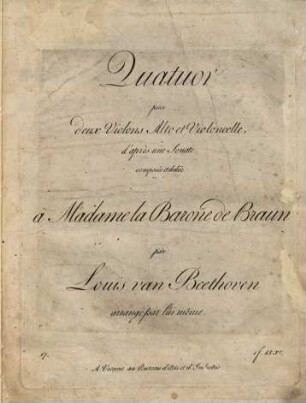 Quatuor
pour
deux Violons Alto et Violoncelle,
d'après une Sonate
composée et dediée
à Madame la Baronne de Braun
par
Louis van Beethoven
arrangé par lui même.
A Vienne au Bureau d'Arts et d'Industrie